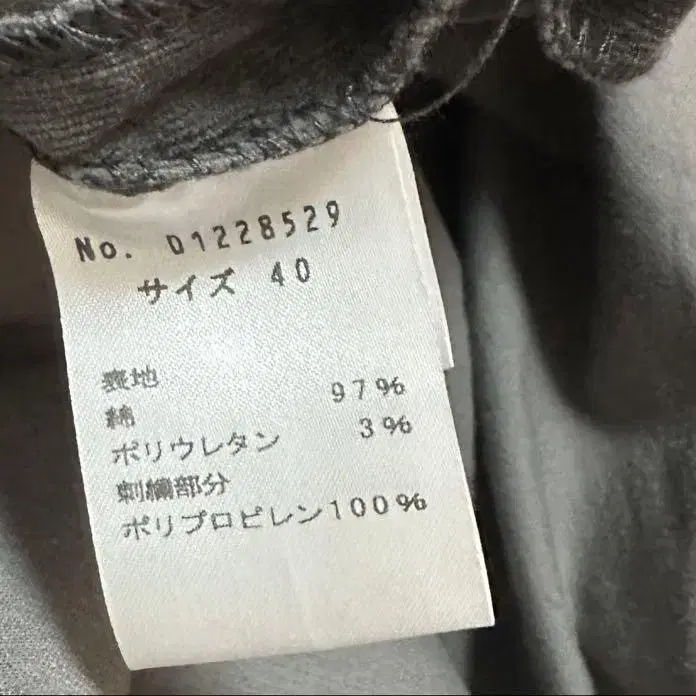 No. D1228529
サイズ 40
表地
綿 97%
ポリウレタン 3%
刺繍部分
ポリプロピレン100%